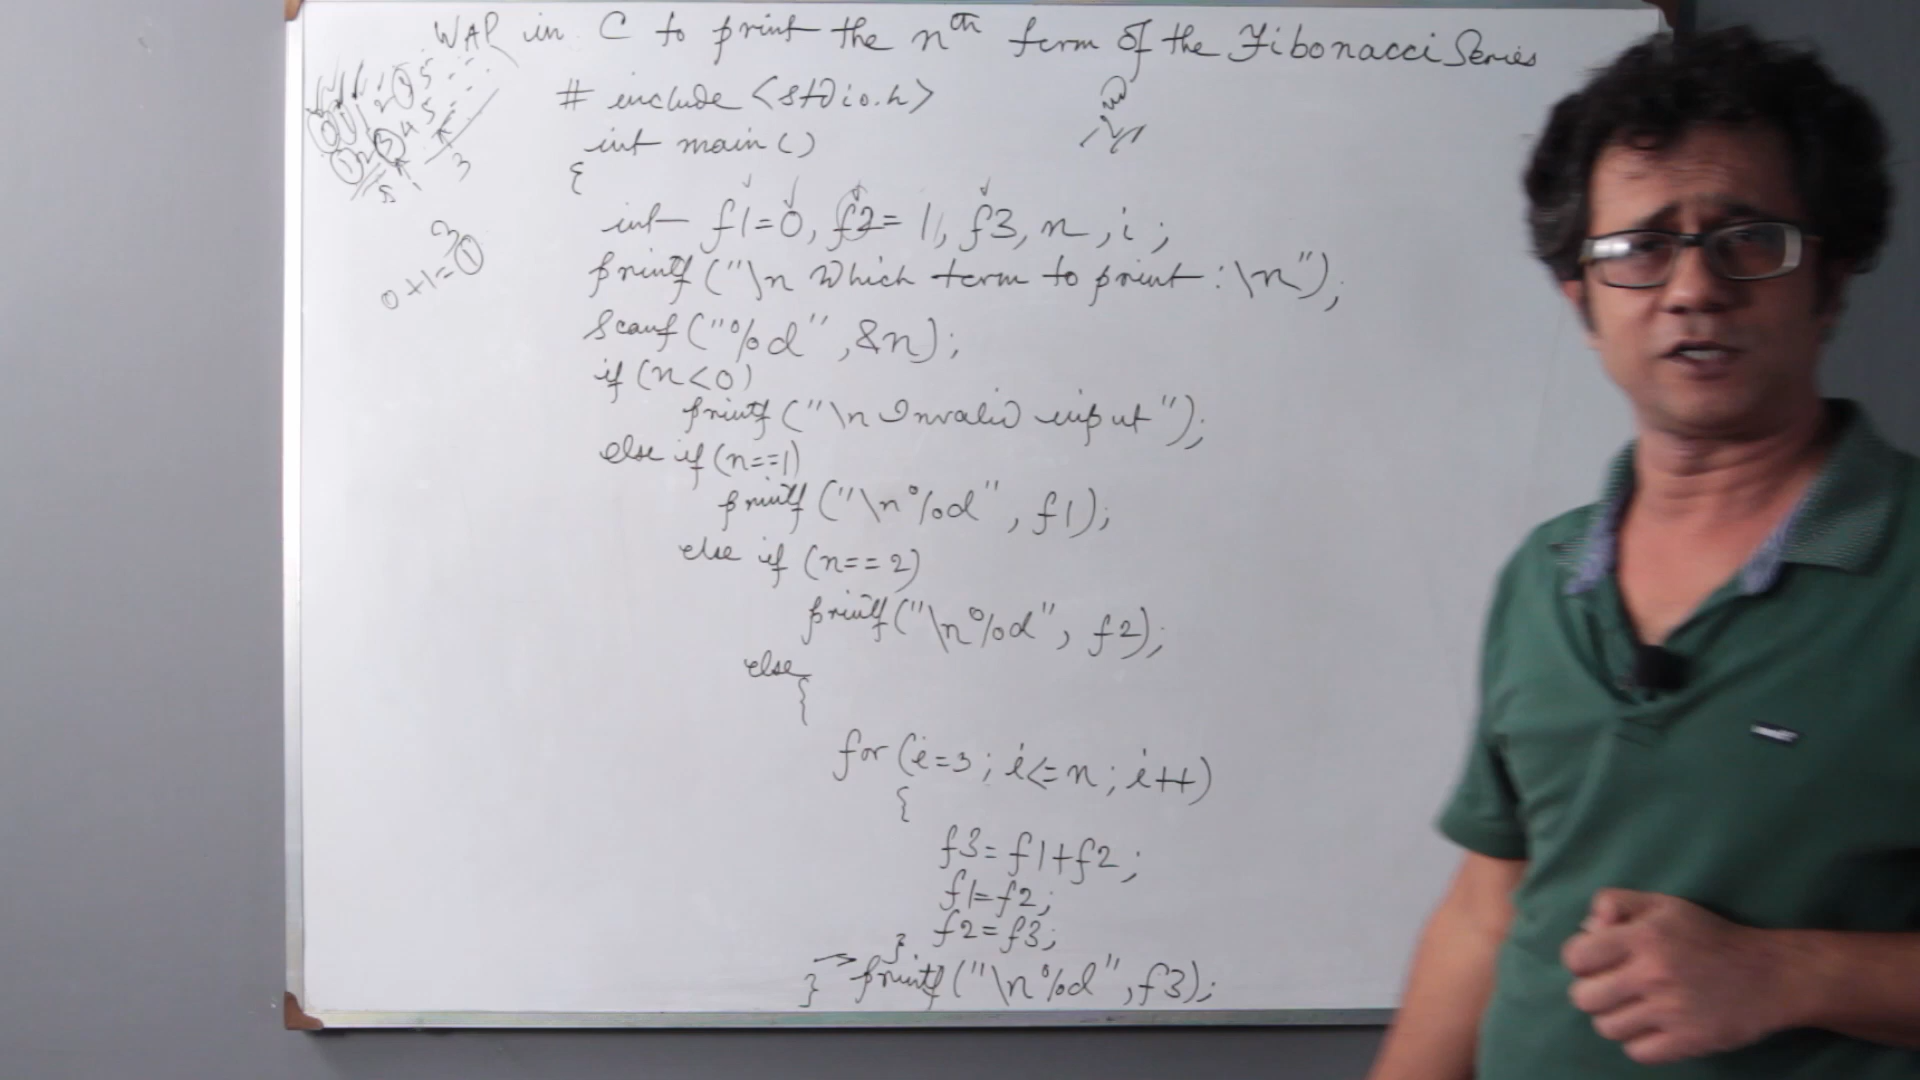 WAP in C to print the nth term of the Fibonacci Series
# include <stdio.h>
int main ()
{
int f1=0, f2=1, f3, n, i;
printf ("\n Which term to print : \n");
scanf ("%d", &n);
if (n<0)
printf ("\n Invalid input");
else if (n==1)
printf ("\n%d", f1);
else if (n==2)
printf ("\n%d", f2);
else
{
for (i=3; i<=n; i++)
{
f3=f1+f2;
f1=f2;
f2=f3;
}
} → printf ("\n%d", f3);
0+1=1
3